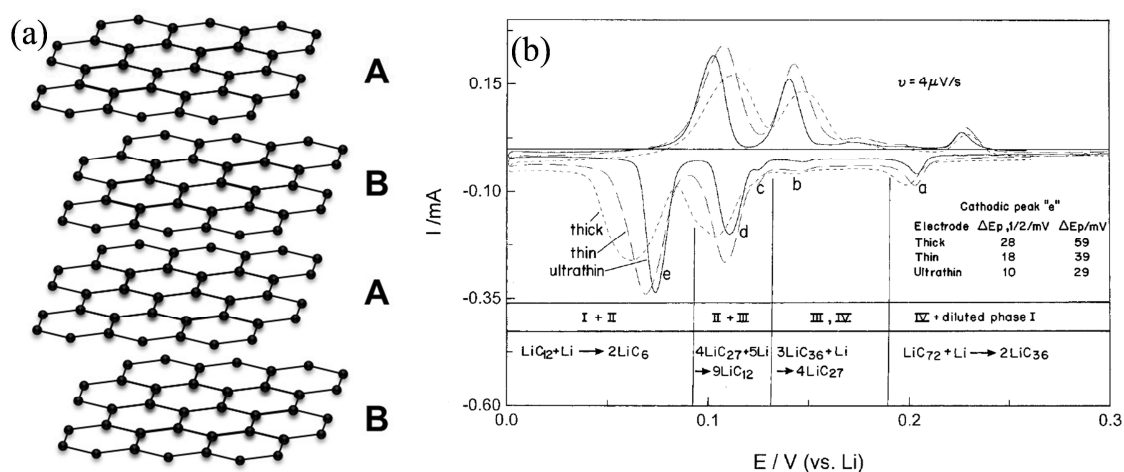 (a)
A
B
A
B
(b)
I /mA
0.15
-0.10
-0.35
-0.60
υ = 4μV/s
a
b
c
d
e
thick
thin
ultrathin
Cathodic peak "e"
Electrode ΔEp,1/2/mV ΔEp/mV
Thick 28 59
Thin 18 39
Ultrathin 10 29
I + II II + III III, IV IV + diluted phase I
LiC12+Li → 2LiC6
4LiC27+5Li
→9LiC12
3LiC36+Li
→4LiC27
LiC72 + Li → 2LiC36
0.0 0.1 0.2 0.3
E / V (vs. Li)